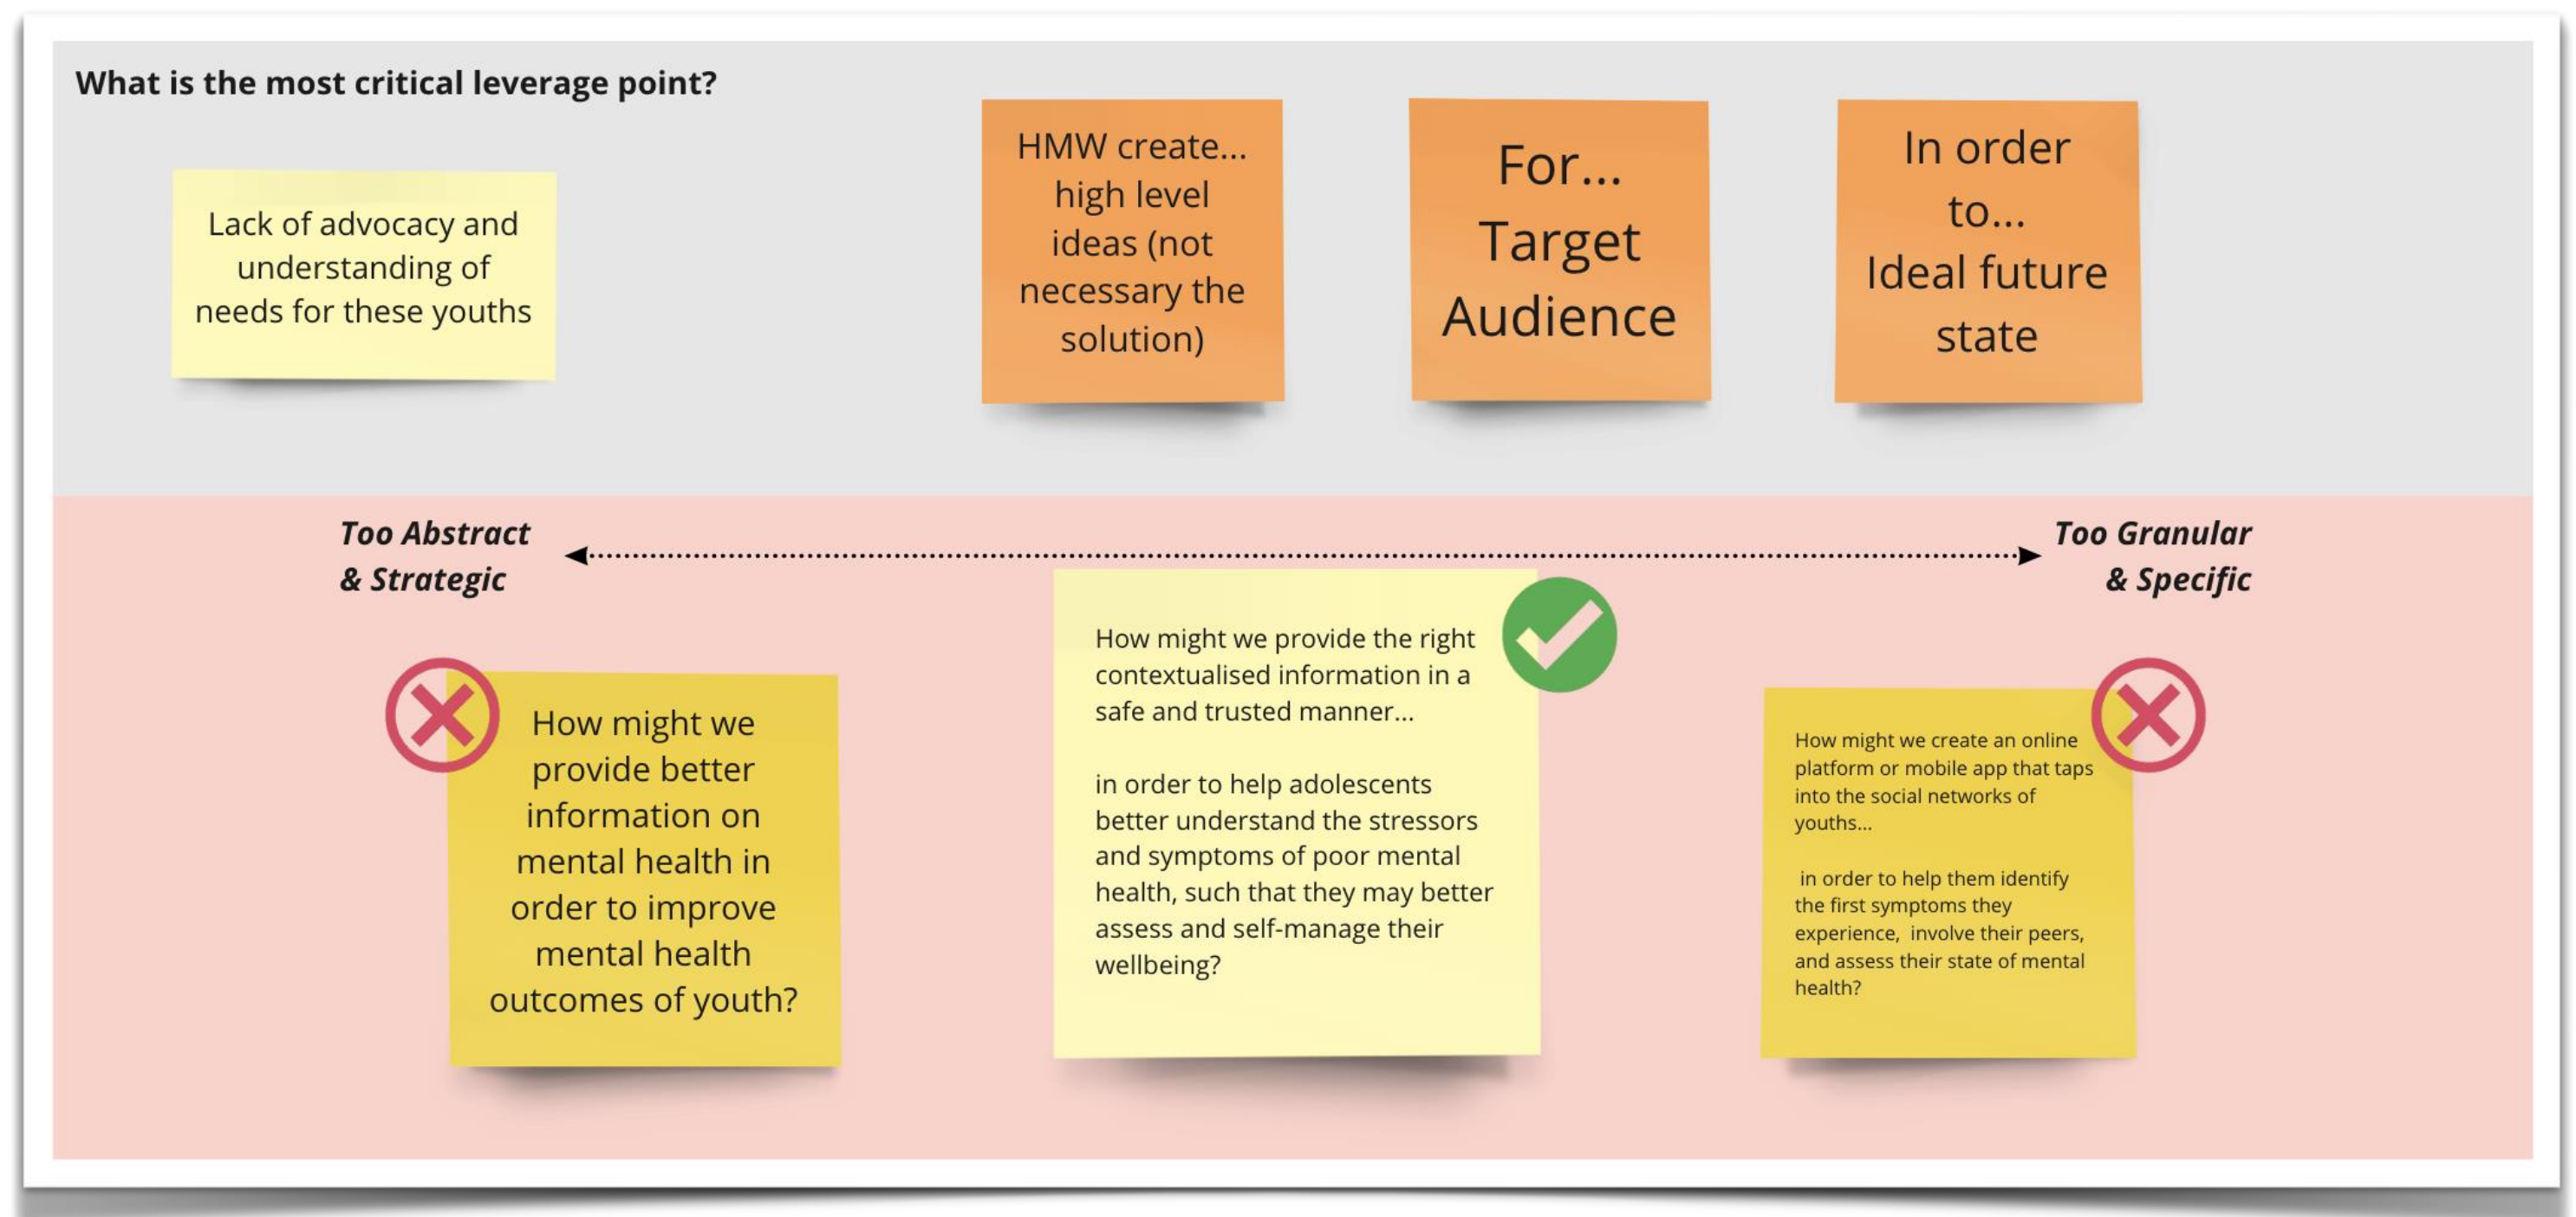 What is the most critical leverage point?
Lack of advocacy and
understanding of
needs for these youths
HMW create...
high level
ideas (not
necessary the
solution)
For...
Target
Audience
In order
to...
Ideal future
state
Too Abstract
& Strategic
Too Granular
& Specific
How might we
provide better
information on
mental health in
order to improve
mental health
outcomes of youth?
How might we provide the right
contextualised information in a
safe and trusted manner...
in order to help adolescents
better understand the stressors
and symptoms of poor mental
health, such that they may better
assess and self-manage their
wellbeing?
How might we create an online
platform or mobile app that taps
into the social networks of
youths...
in order to help them identify
the first symptoms they
experience, involve their peers,
and assess their state of mental
health?